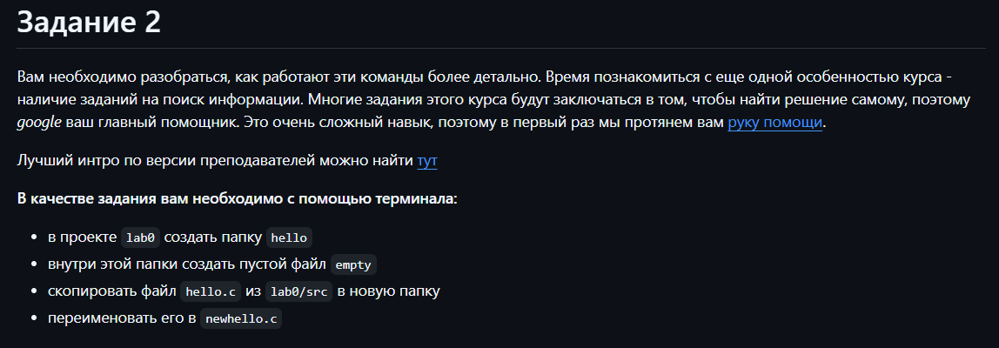 Задание 2
Вам необходимо разобраться, как работают эти команды более детально. Время познакомиться с еще одной особенностью курса -
наличие заданий на поиск информации. Многие задания этого курса будут заключаться в том, чтобы найти решение самому, поэтому
google ваш главный помощник. Это очень сложный навык, поэтому в первый раз мы протянем вам руку помощи.
Лучший интро по версии преподавателей можно найти тут
В качестве задания вам необходимо с помощью терминала:
• в проекте lab0 создать папку hello
• внутри этой папки создать пустой файл empty
• скопировать файл hello.c из lab0/src в новую папку
• переименовать его в newhello.c